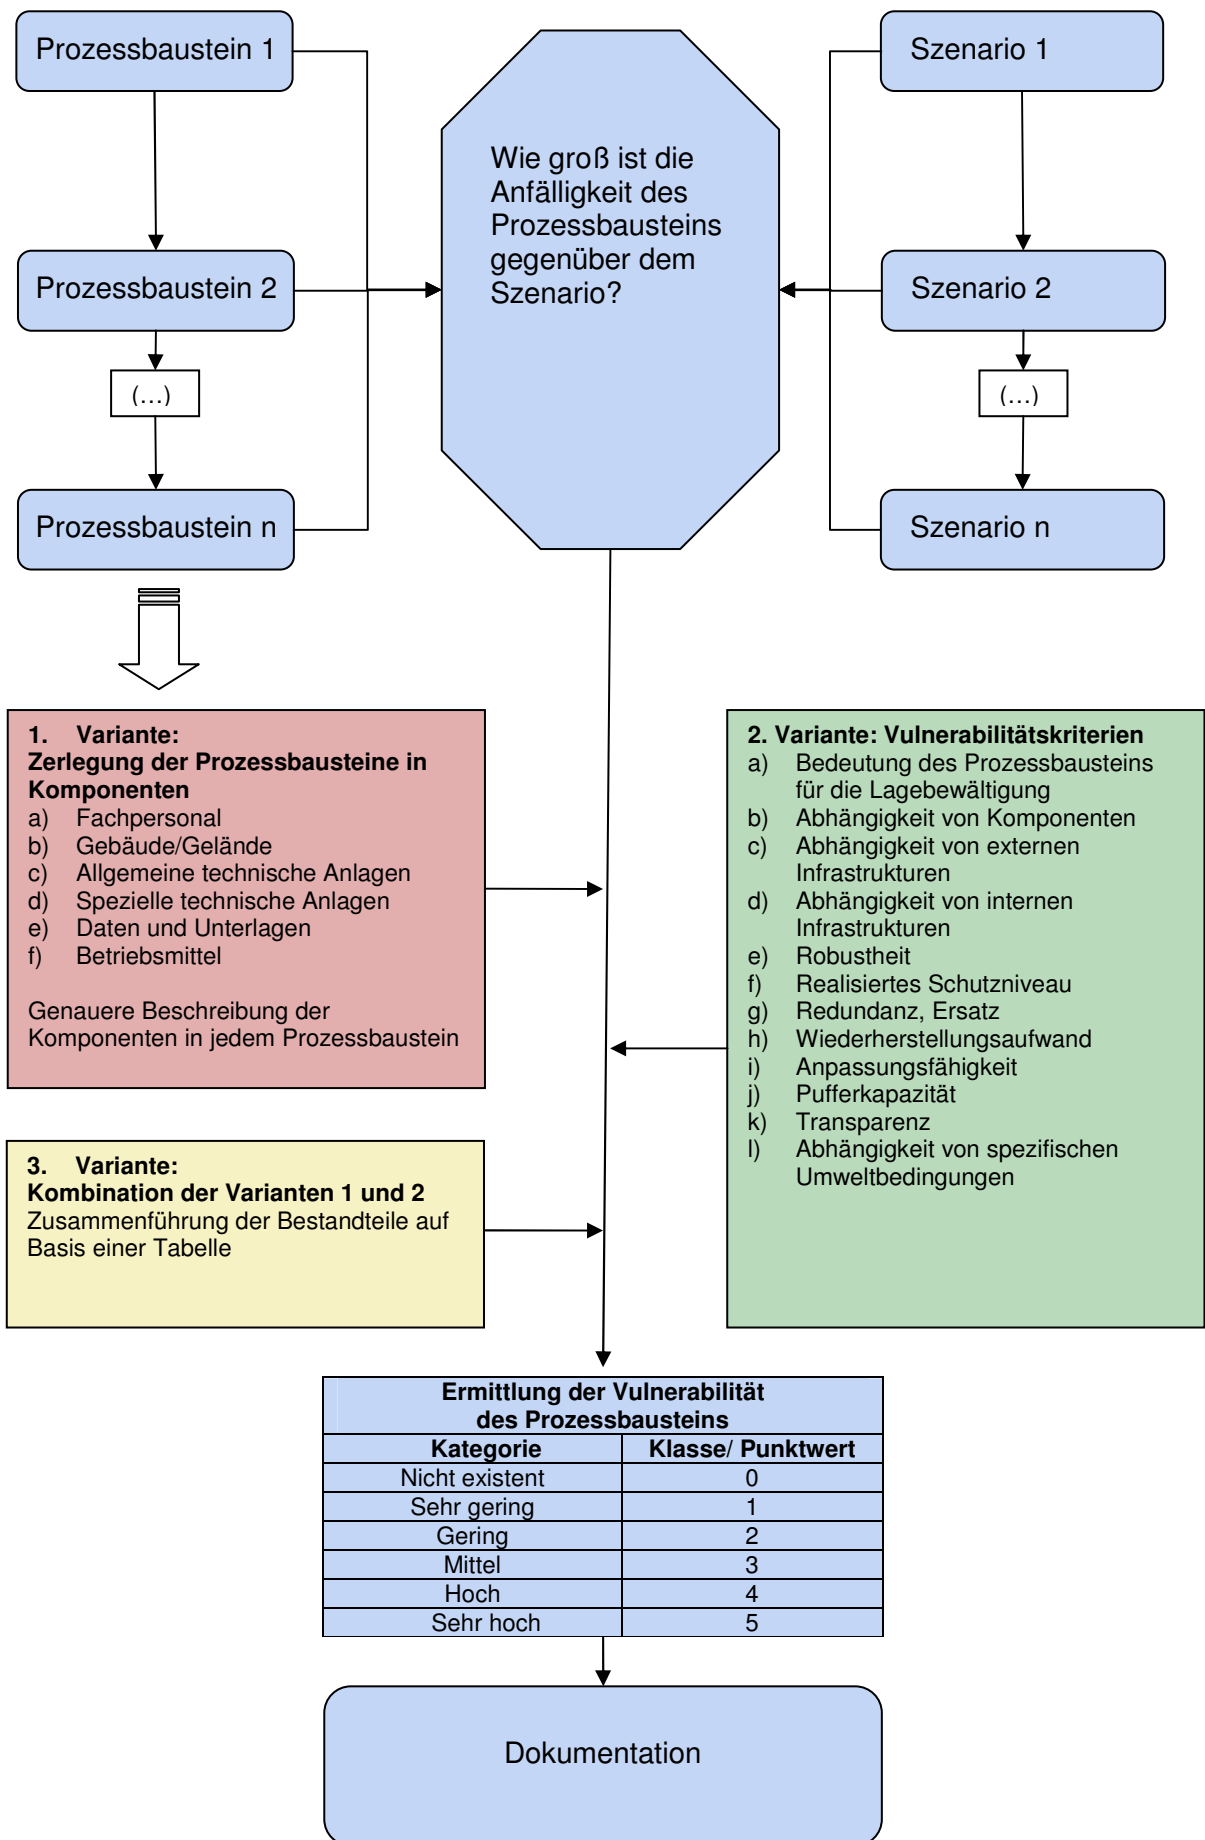 Prozessbaustein 1
Prozessbaustein 2
(…)
Prozessbaustein n
Wie groß ist die
Anfälligkeit des
Prozessbausteins
gegenüber dem
Szenario?
Szenario 1
Szenario 2
(…)
Szenario n
1. Variante:
Zerlegung der Prozessbausteine in
Komponenten
a) Fachpersonal
b) Gebäude/Gelände
c) Allgemeine technische Anlagen
d) Spezielle technische Anlagen
e) Daten und Unterlagen
f) Betriebsmittel
Genauere Beschreibung der
Komponenten in jedem Prozessbaustein
2. Variante: Vulnerabilitätskriterien
a) Bedeutung des Prozessbausteins
für die Lagebewältigung
b) Abhängigkeit von Komponenten
c) Abhängigkeit von externen
Infrastrukturen
d) Abhängigkeit von internen
Infrastrukturen
e) Robustheit
f) Realisiertes Schutzniveau
g) Redundanz, Ersatz
h) Wiederherstellungsaufwand
i) Anpassungsfähigkeit
j) Pufferkapazität
k) Transparenz
l) Abhängigkeit von spezifischen
Umweltbedingungen
3. Variante:
Kombination der Varianten 1 und 2
Zusammenführung der Bestandteile auf
Basis einer Tabelle
Ermittlung der Vulnerabilität
des Prozessbausteins
Kategorie Klasse/ Punktwert
Nicht existent 0
Sehr gering 1
Gering 2
Mittel 3
Hoch 4
Sehr hoch 5
Dokumentation